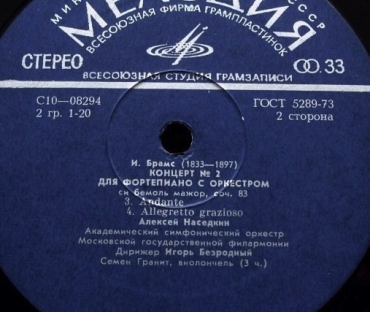 МЕЛОДИЯ
ВСЕСОЮЗНАЯ ФИРМА ГРАМПЛАСТИНОК
СТЕРЕО
33
ВСЕСОЮЗНАЯ СТУДИЯ ГРАМЗАПИСИ
С10—08294
ГОСТ 5289-73
2 гр. 1-20
2 сторона
И. Брамс (1833—1897)
КОНЦЕРТ № 2
ДЛЯ ФОРТЕПИАНО С ОРКЕСТРОМ
си бемоль мажор, соч. 83
3. Andante
4. Allegretto grazioso
Алексей Наседкин
Академический симфонический оркестр
Московской государственной филармонии
Дирижер Игорь Безродный
Семен Гранит, виолончель (3 ч.)